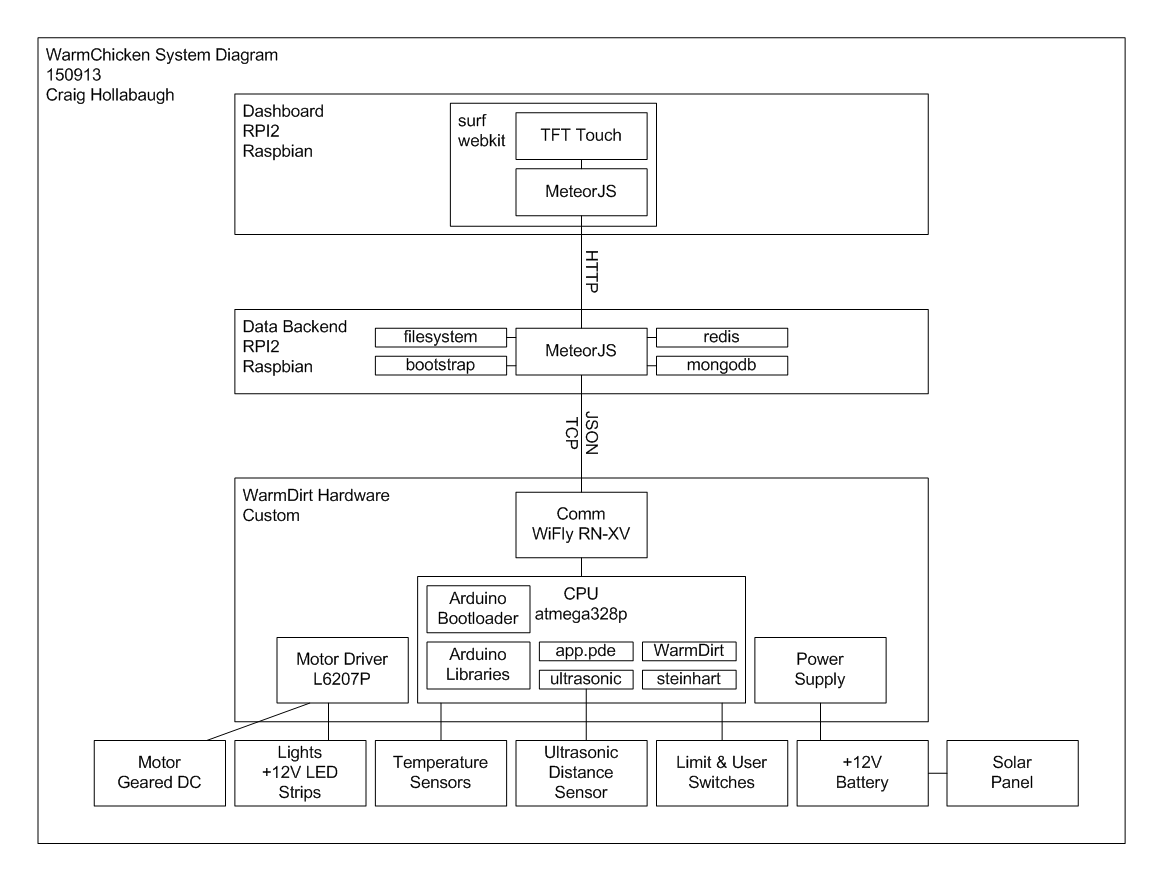 WarmChicken System Diagram
150913
Craig Hollabaugh
Dashboard
RPI2
Raspbian
surf
webkit
TFT Touch
MeteorJS
HTTP
Data Backend
RPI2
Raspbian
filesystem
bootstrap
MeteorJS
redis
mongodb
JSON
TCP
WarmDirt Hardware
Custom
Comm
WiFly RN-XV
CPU
atmega328p
Arduino
Bootloader
Arduino
Libraries
app.pde
WarmDirt
ultrasonic
steinhart
Motor Driver
L6207P
Power
Supply
Motor
Geared DC
Lights
+12V LED
Strips
Temperature
Sensors
Ultrasonic
Distance
Sensor
Limit & User
Switches
+12V
Battery
Solar
Panel